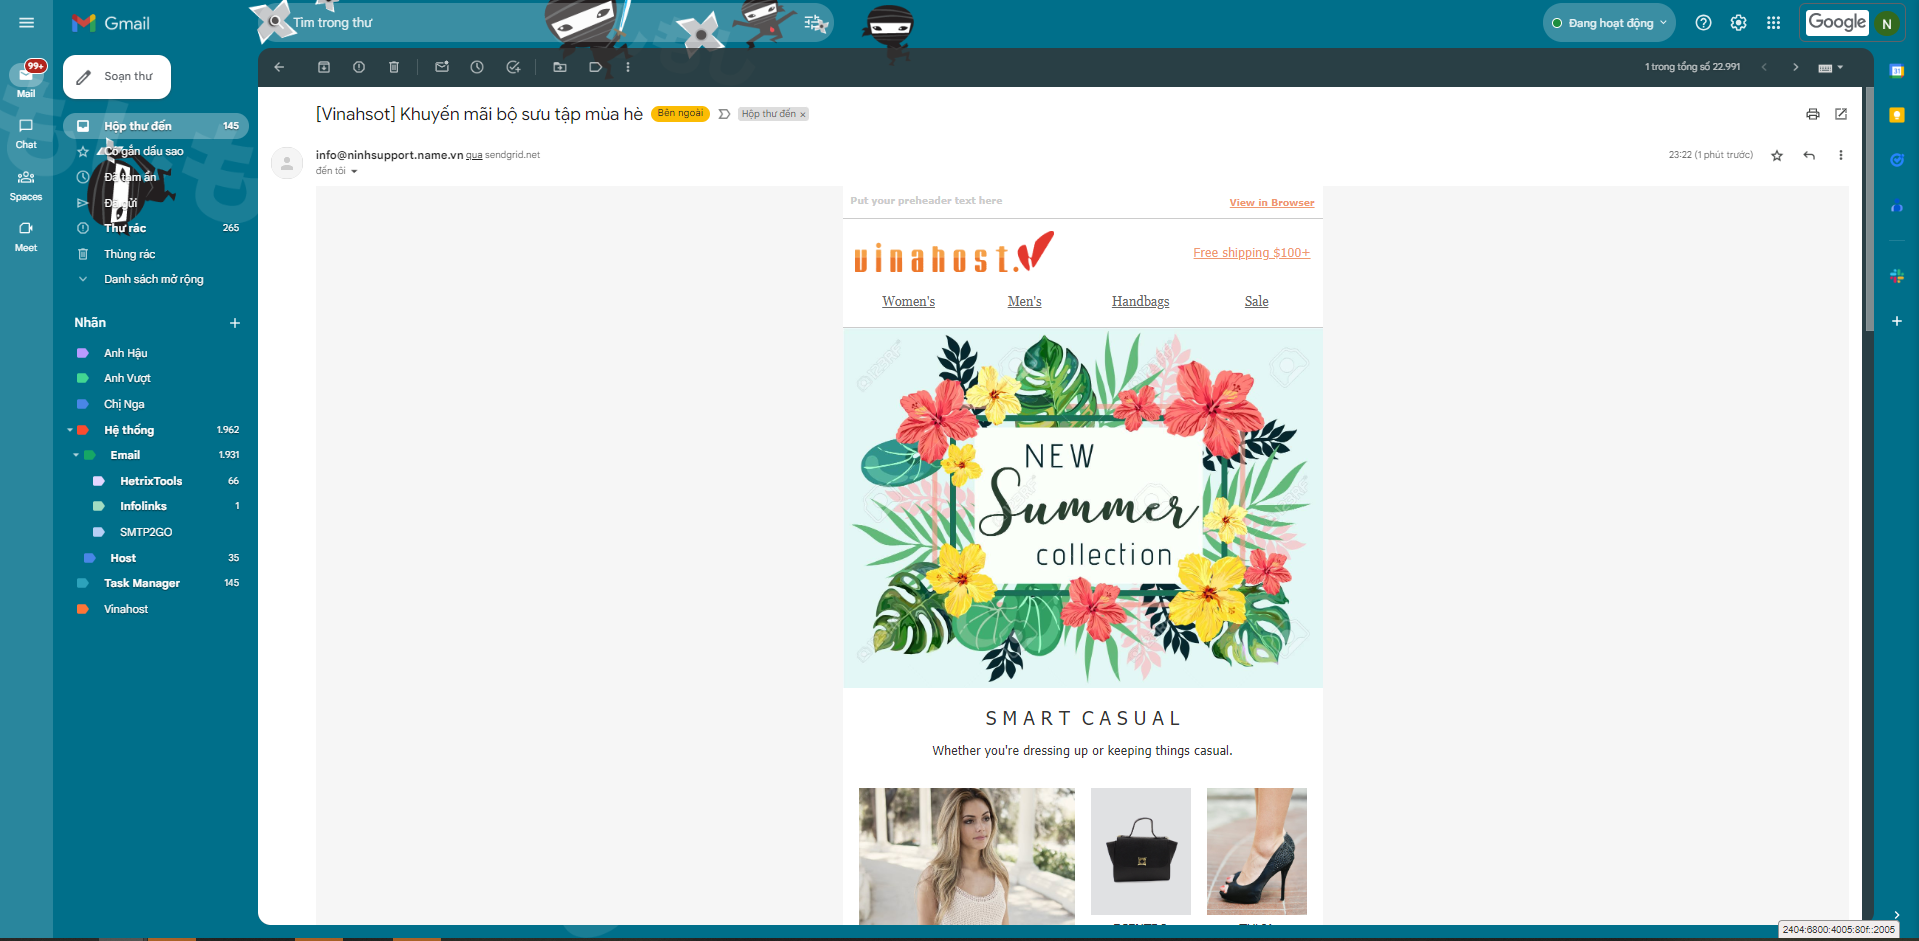 Gmail
Tìm trong thư
Đang hoạt động
Google
N
99+
Mail
Chat
Spaces
Meet
Soạn thư
Hộp thư đến 145
Có gắn dấu sao
Đã tạm ẩn
Đã gửi
Thư rác 265
Thùng rác
Danh sách mở rộng
Nhãn
Anh Hậu
Anh Vượt
Chị Nga
Hệ thống 1.962
Email 1.931
HetrixTools 66
Infolinks 1
SMTP2GO
Host 35
Task Manager 145
Vinahost
1 trong tổng số 22.991
[Vinahsot] Khuyến mãi bộ sưu tập mùa hè Bên ngoài Hộp thư đến ×
info@ninhsupport.name.vn qua sendgrid.net 23:22 (1 phút trước)
đến tôi
Put your preheader text here View in Browser
vinahost. Free shipping $100+
Women's Men's Handbags Sale
NEW
Summer
collection
SMART CASUAL
Whether you're dressing up or keeping things casual.
2404:6800:4005:80f::2005